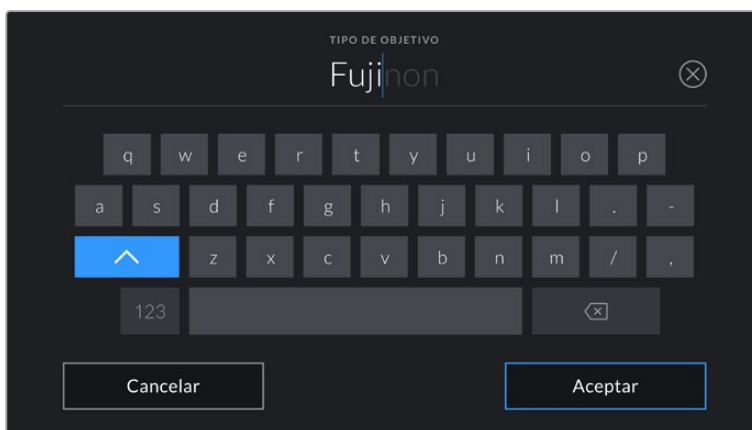 TIPO DE OBJETIVO
Fujinon
q w e r t y u i o p
a s d f g h j k l . -
z x c v b n m / ,
123
Cancelar Aceptar